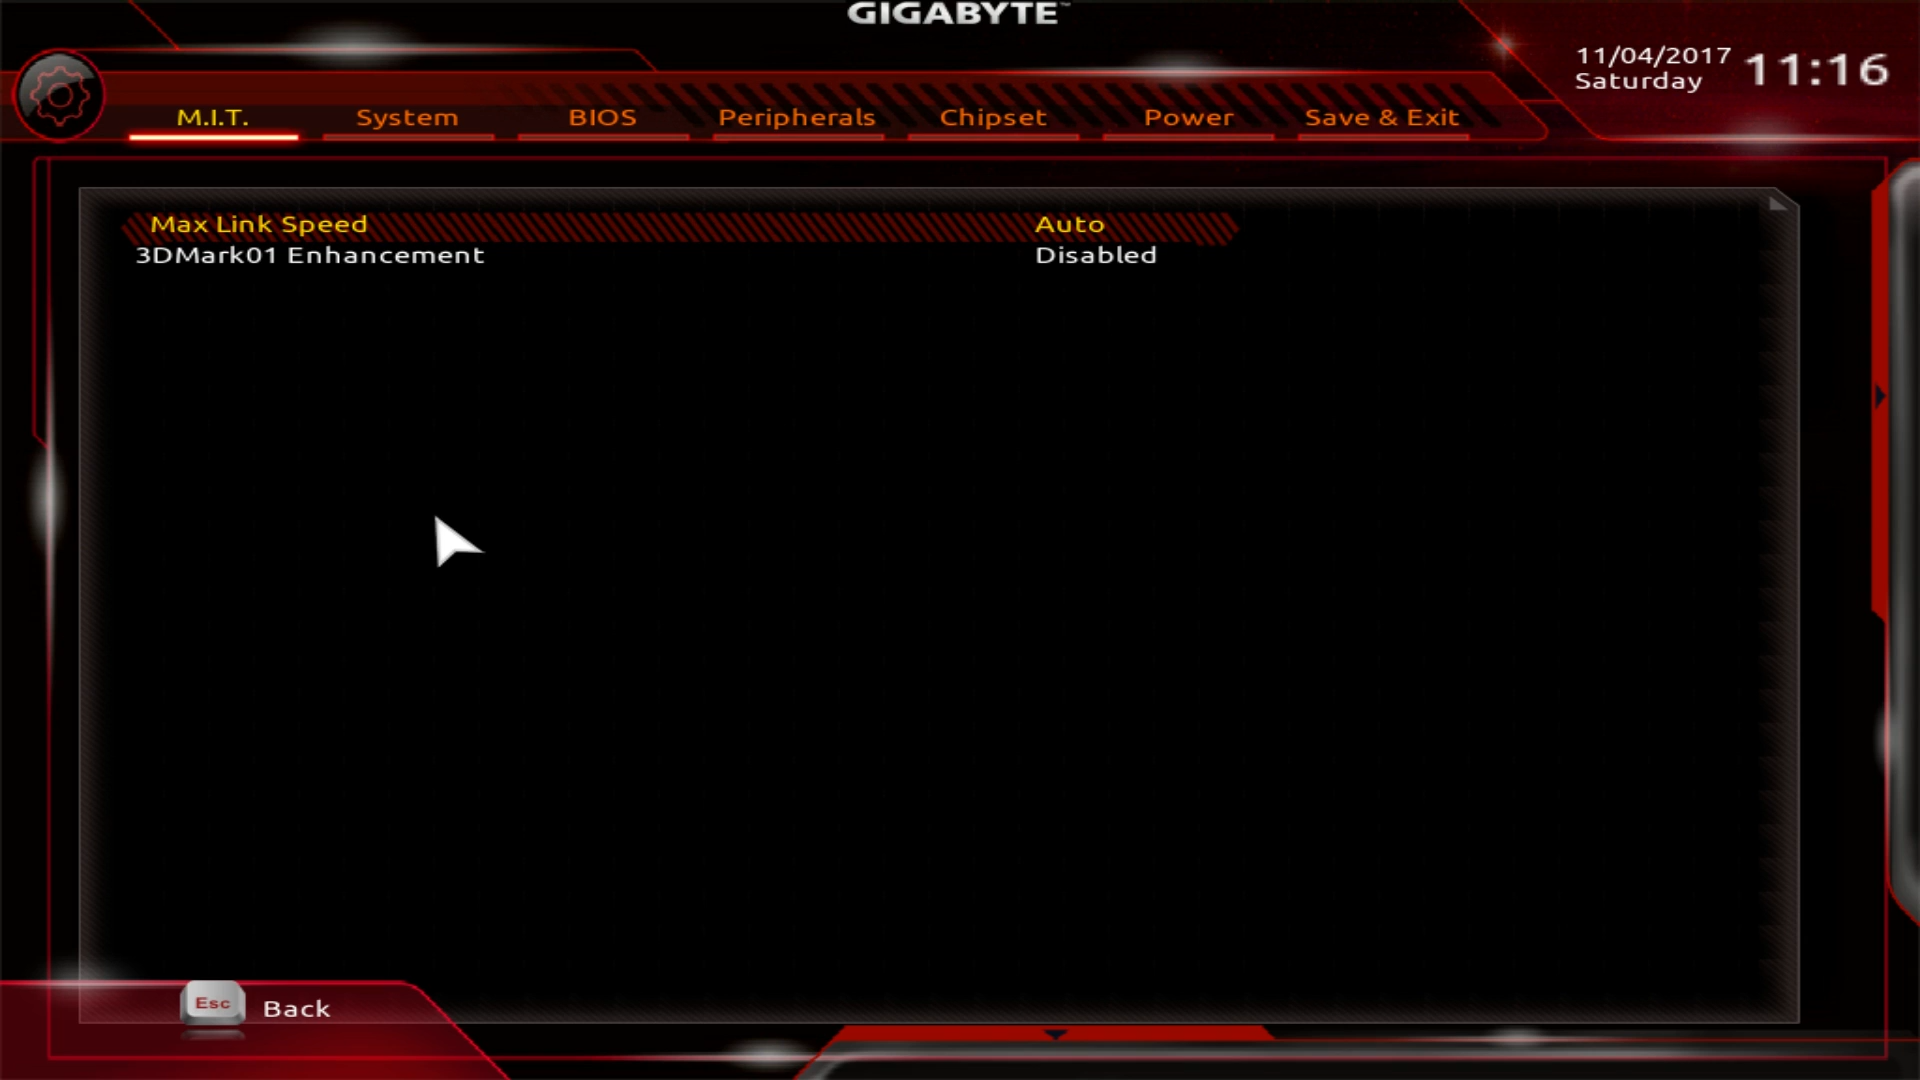 GIGABYTE™
11/04/2017 11:16
Saturday
M.I.T. System BIOS Peripherals Chipset Power Save & Exit
Max Link Speed Auto
3DMark01 Enhancement Disabled
Esc Back